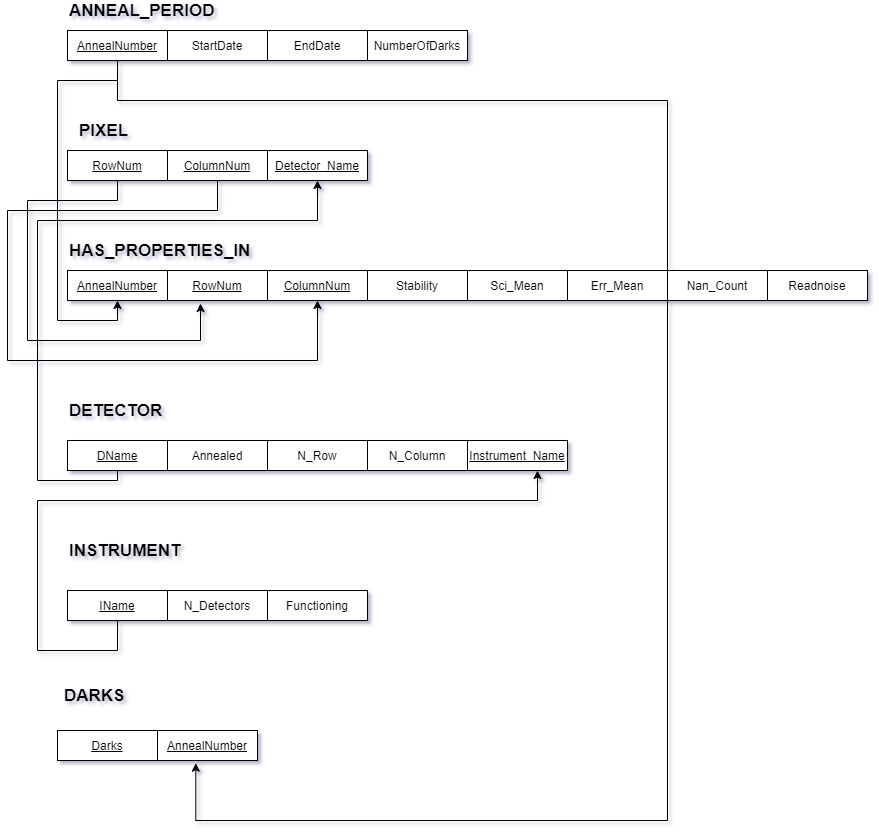 ANNEAL_PERIOD
AnnealNumber StartDate EndDate NumberOfDarks
PIXEL
RowNum ColumnNum Detector_Name
HAS_PROPERTIES_IN
AnnealNumber RowNum ColumnNum Stability Sci_Mean Err_Mean Nan_Count Readnoise
DETECTOR
DName Annealed N_Row N_Column Instrument_Name
INSTRUMENT
IName N_Detectors Functioning
DARKS
Darks AnnealNumber